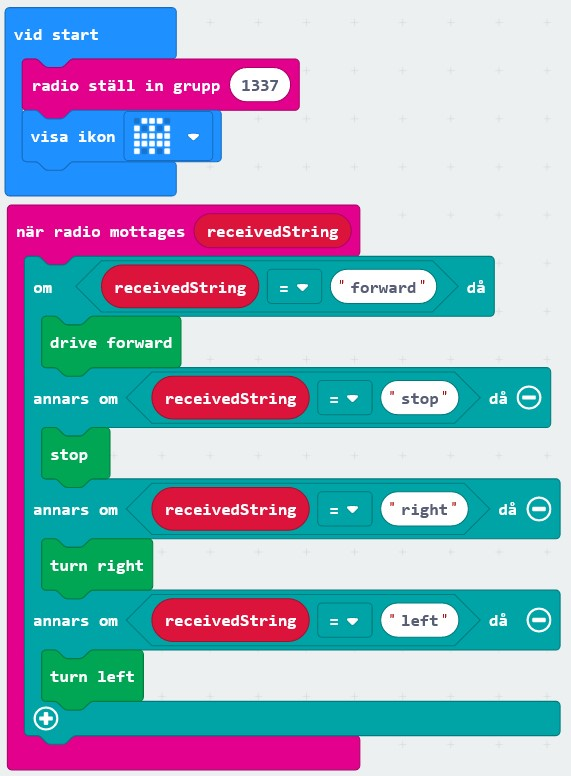 vid start
radio ställ in grupp 1337
visa ikon
när radio mottages receivedString
om receivedString = "forward" då
drive forward
annars om receivedString = "stop" då
stop
annars om receivedString = "right" då
turn right
annars om receivedString = "left" då
turn left